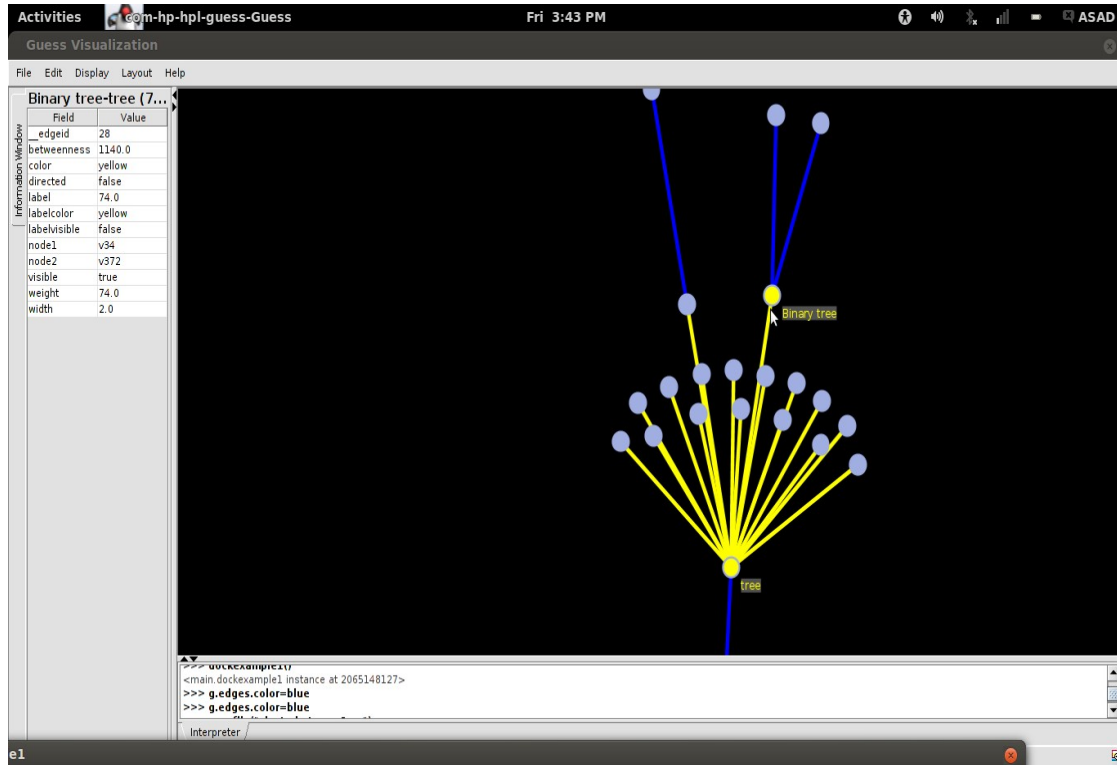 Activities com-hp-hpl-guess-Guess Fri 3:43 PM ASAD
Guess Visualization
File Edit Display Layout Help
Information Window
Binary tree-tree (7...
Field Value
__edgeid 28
betweenness 1140.0
color yellow
directed false
label 74.0
labelcolor yellow
labelvisible false
node1 v34
node2 v372
visible true
weight 74.0
width 2.0
Binary tree
tree
>>> dockexample1()
<main.dockexample1 instance at 2065148127>
>>> g.edges.color=blue
>>> g.edges.color=blue
Interpreter
e1